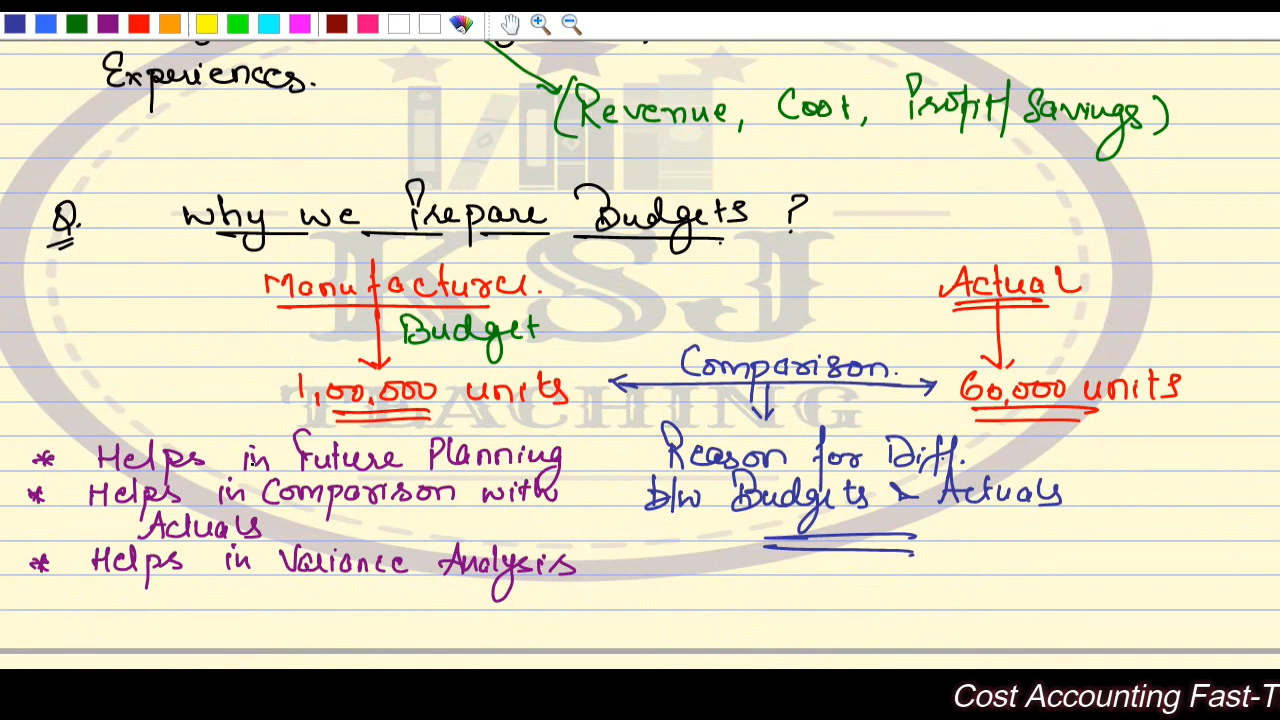 Experiences.
(Revenue, Cost, Profit/Savings)
Q. Why we Prepare Budgets ?
Manufacturer. Actual
Budget
Comparison.
1,00,000 units 60,000 units
* Helps in Future Planning Reason for Diff.
* Helps in Comparison with b/w Budgets & Actuals
Actuals
* Helps in Variance Analysis
KSJ
TEACHING
Cost Accounting Fast-T